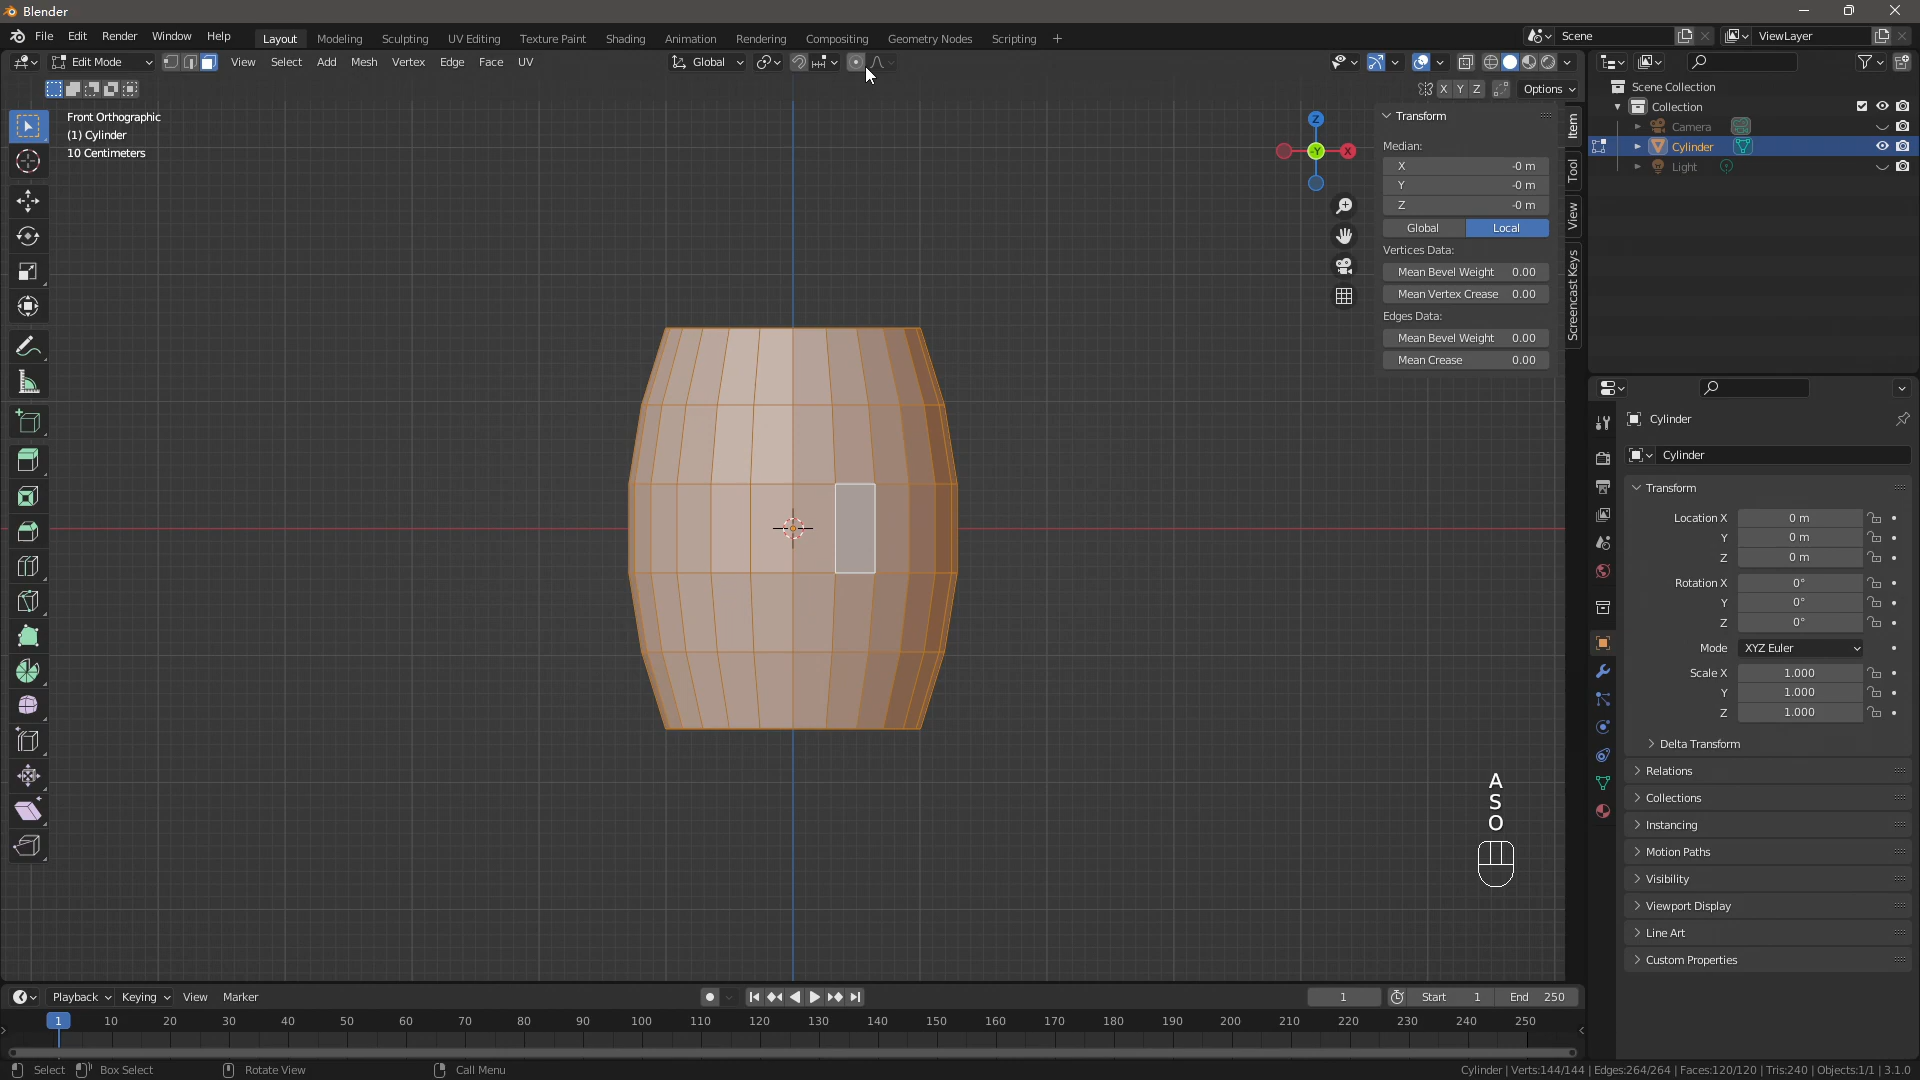 Blender
File Edit Render Window Help Layout Modeling Sculpting UV Editing Texture Paint Shading Animation Rendering Compositing Geometry Nodes Scripting + Scene ViewLayer
Edit Mode View Select Add Mesh Vertex Edge Face UV Global
X Y Z Options
Front Orthographic
(1) Cylinder
10 Centimeters
Z
-Y X
Transform
Median:
X -0 m
Y -0 m
Z -0 m
Global Local
Vertices Data:
Mean Bevel Weight 0.00
Mean Vertex Crease 0.00
Edges Data:
Mean Bevel Weight 0.00
Mean Crease 0.00
Item
Tool
View
Screencast Keys
A
S
O
Scene Collection
Collection
Camera
Cylinder
Light
Cylinder
Cylinder
Transform
Location X 0 m
Y 0 m
Z 0 m
Rotation X 0°
Y 0°
Z 0°
Mode XYZ Euler
Scale X 1.000
Y 1.000
Z 1.000
Delta Transform
Relations
Collections
Instancing
Motion Paths
Visibility
Viewport Display
Line Art
Custom Properties
Playback Keying View Marker 1 Start 1 End 250
1 10 20 30 40 50 60 70 80 90 100 110 120 130 140 150 160 170 180 190 200 210 220 230 240 250
Select Box Select Rotate View Call Menu Cylinder | Verts:144/144 | Edges:264/264 | Faces:120/120 | Tris:240 | Objects:1/1 | 3.1.0